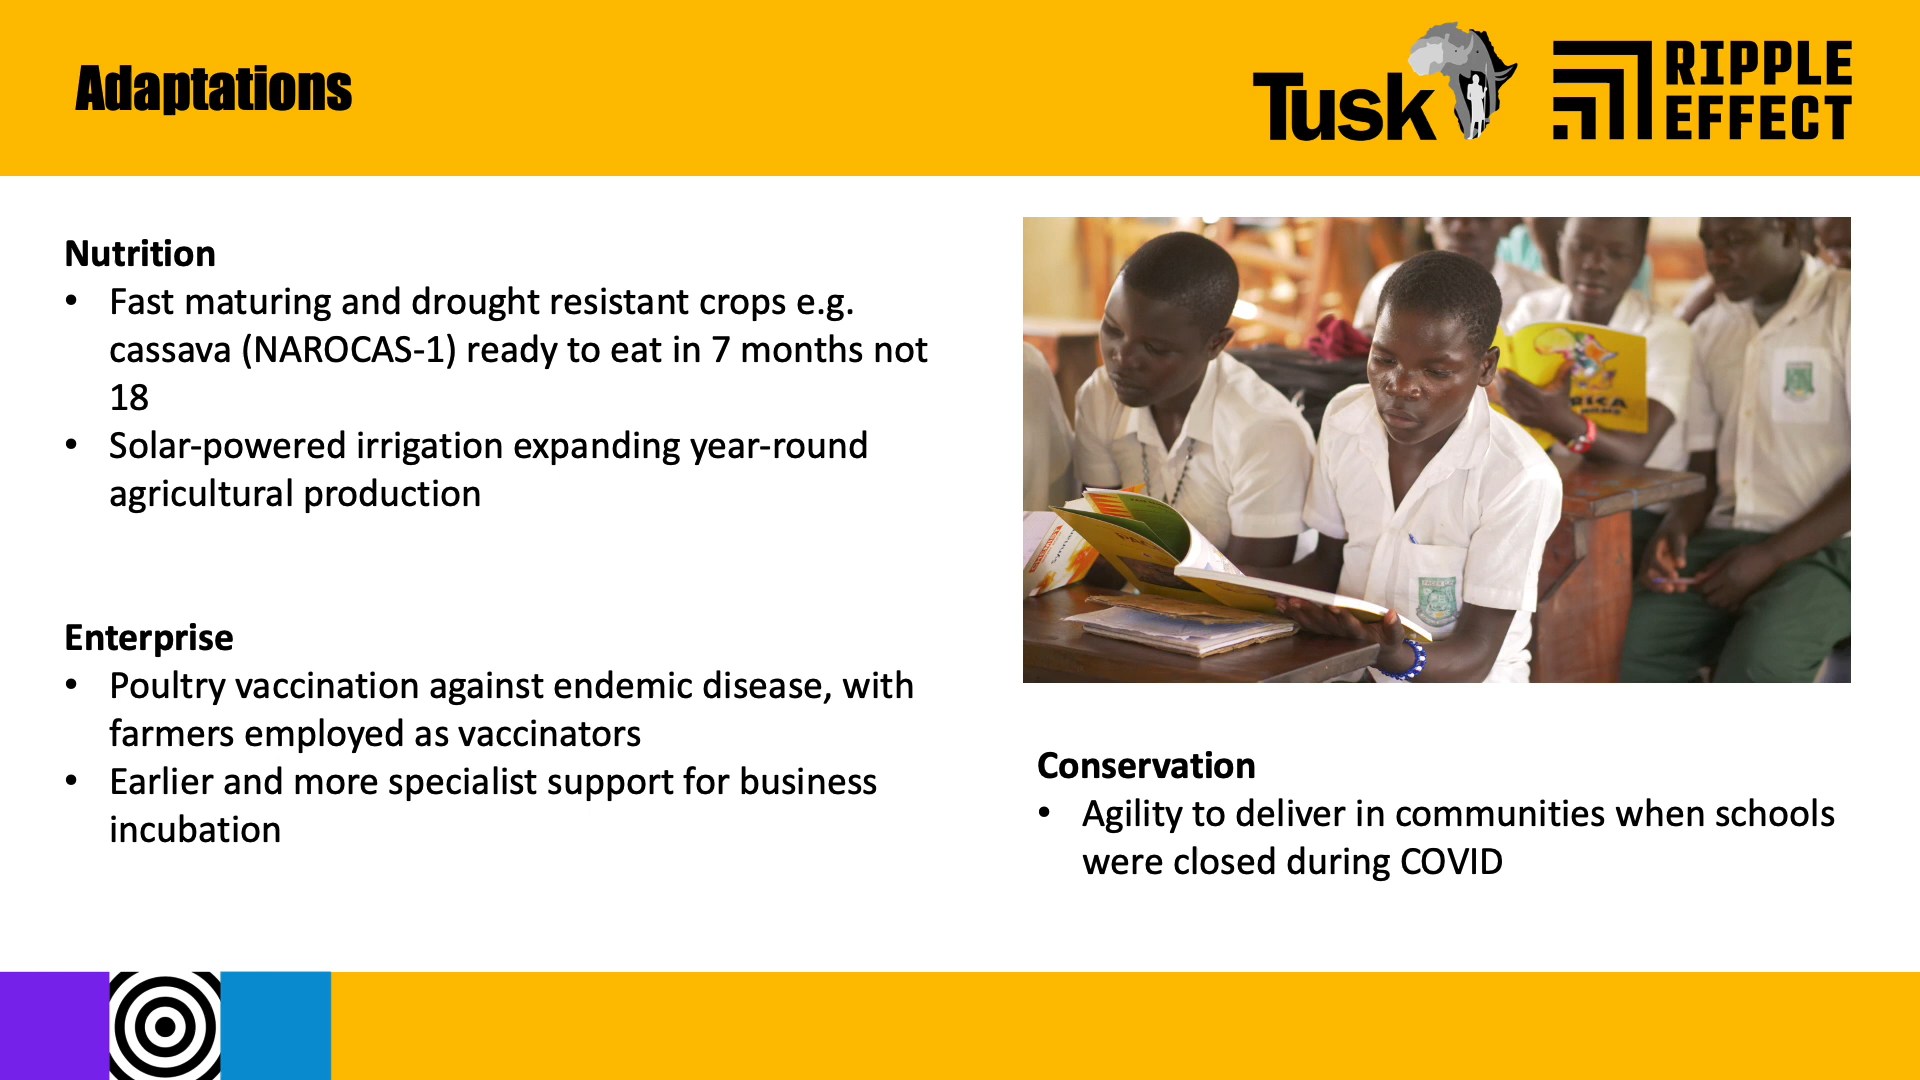 Adaptations
Tusk
RIPPLE
EFFECT
Nutrition
• Fast maturing and drought resistant crops e.g.
cassava (NAROCAS-1) ready to eat in 7 months not
18
• Solar-powered irrigation expanding year-round
agricultural production
Enterprise
• Poultry vaccination against endemic disease, with
farmers employed as vaccinators
• Earlier and more specialist support for business
incubation
Conservation
• Agility to deliver in communities when schools
were closed during COVID